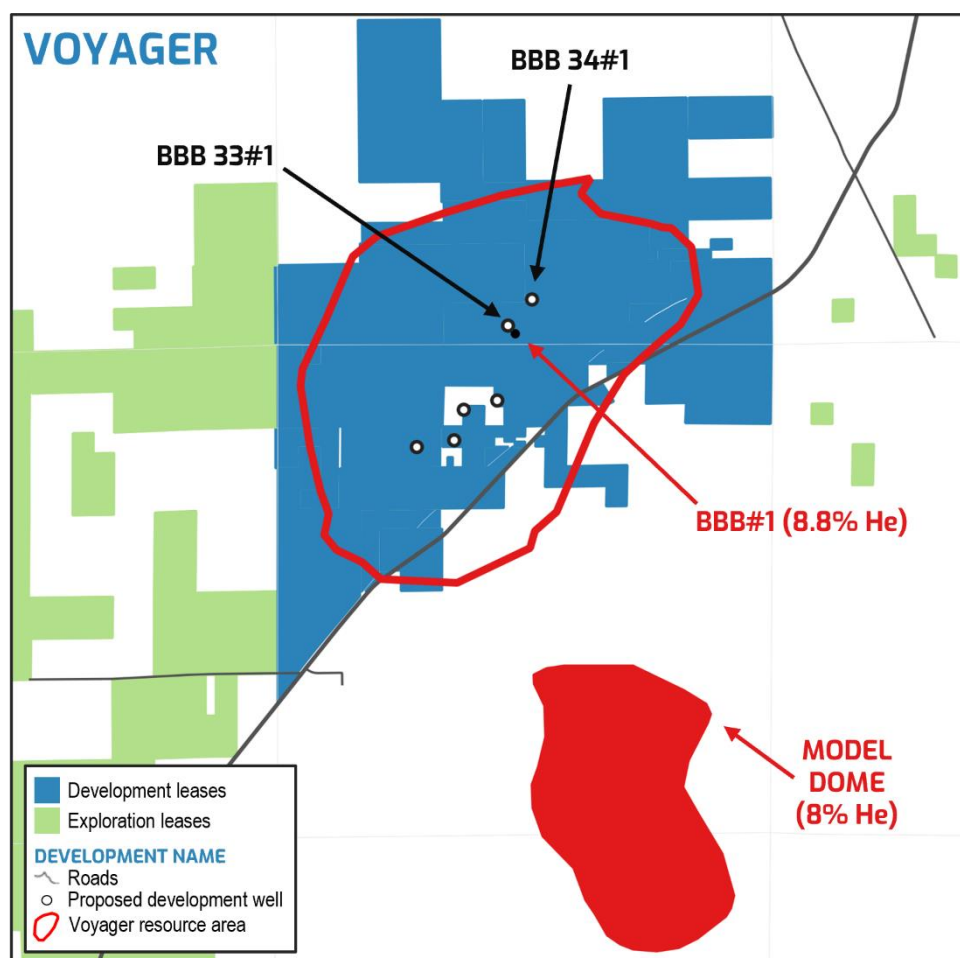 VOYAGER
BBB 34#1
BBB 33#1
BBB#1 (8.8% He)
MODEL
DOME
(8% He)
Development leases
Exploration leases
DEVELOPMENT NAME
Roads
Proposed development well
Voyager resource area